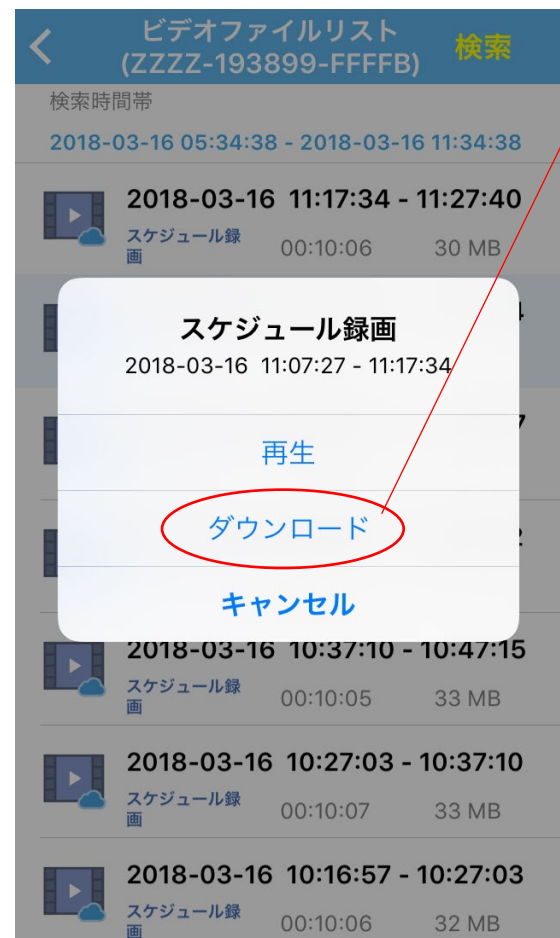 ビデオファイルリスト
(ZZZZ-193899-FFFFB)
検索
検索時間帯
2018-03-16 05:34:38 - 2018-03-16 11:34:38
2018-03-16 11:17:34 - 11:27:40
スケジュール録
画
00:10:06 30 MB
スケジュール録画
2018-03-16 11:07:27 - 11:17:34
再生
ダウンロード
キャンセル
2018-03-16 10:37:10 - 10:47:15
スケジュール録
画
00:10:05 33 MB
2018-03-16 10:27:03 - 10:37:10
スケジュール録
画
00:10:07 33 MB
2018-03-16 10:16:57 - 10:27:03
スケジュール録
画
00:10:06 32 MB